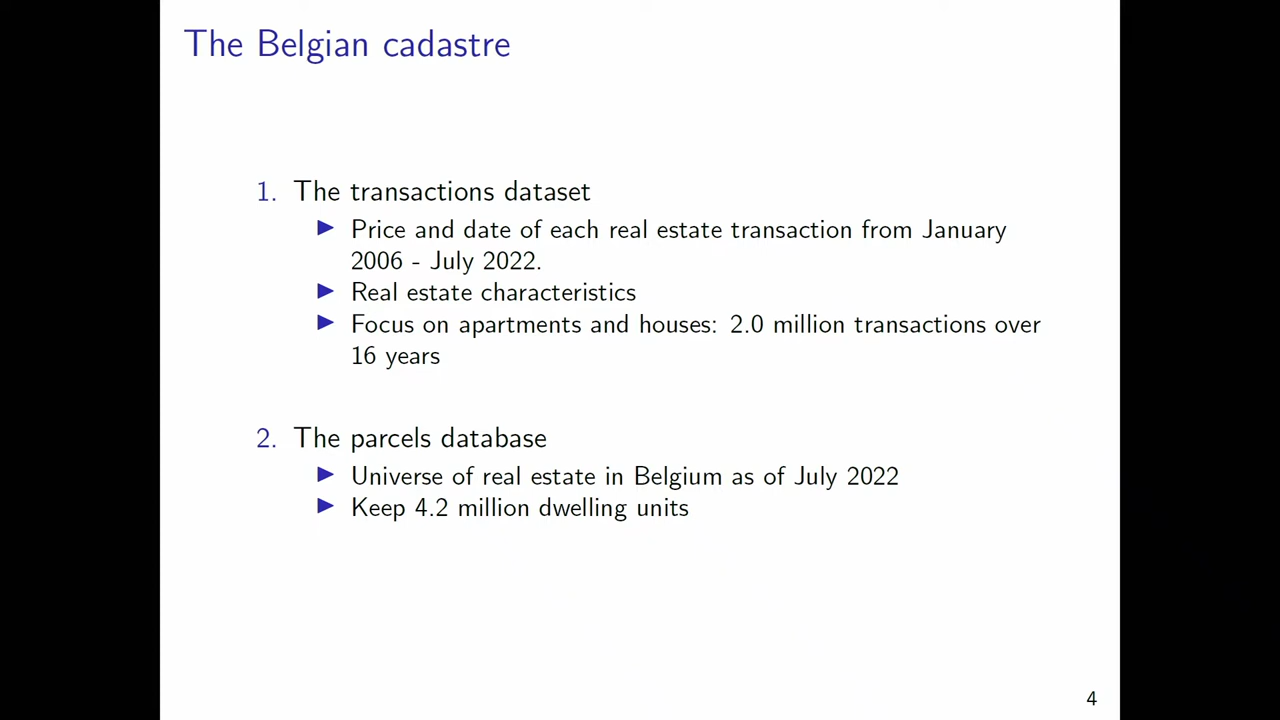 The Belgian cadastre
1. The transactions dataset
▶ Price and date of each real estate transaction from January
2006 - July 2022.
▶ Real estate characteristics
▶ Focus on apartments and houses: 2.0 million transactions over
16 years
2. The parcels database
▶ Universe of real estate in Belgium as of July 2022
▶ Keep 4.2 million dwelling units
4